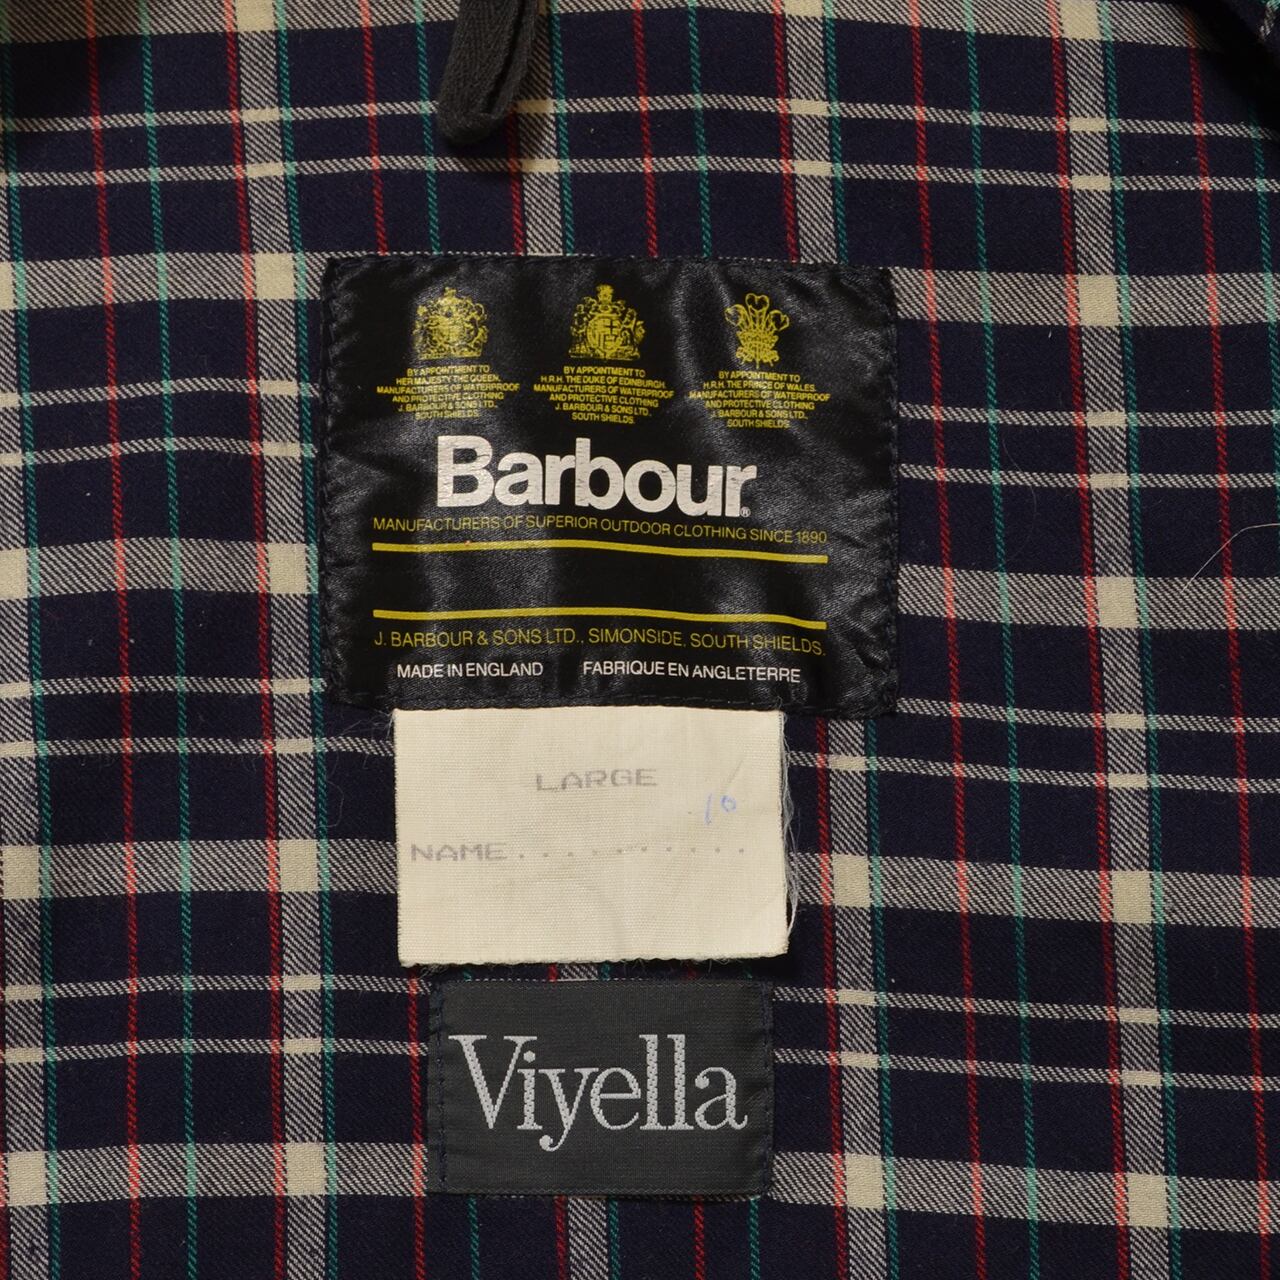 BY APPOINTMENT TO
HER MAJESTY THE QUEEN.
MANUFACTURERS OF WATERPROOF
AND PROTECTIVE CLOTHING
J. BARBOUR & SONS LTD.,
SOUTH SHIELDS.
BY APPOINTMENT TO
H.R.H. THE DUKE OF EDINBURGH.
MANUFACTURERS OF WATERPROOF
AND PROTECTIVE CLOTHING
J. BARBOUR & SONS LTD.,
SOUTH SHIELDS.
BY APPOINTMENT TO
H.R.H. THE PRINCE OF WALES.
MANUFACTURERS OF WATERPROOF
AND PROTECTIVE CLOTHING
J. BARBOUR & SONS LTD.,
SOUTH SHIELDS.
Barbour®
MANUFACTURERS OF SUPERIOR OUTDOOR CLOTHING SINCE 1890
J. BARBOUR & SONS LTD., SIMONSIDE, SOUTH SHIELDS.
MADE IN ENGLAND FABRIQUE EN ANGLETERRE
LARGE
10
NAME..........
Viyella